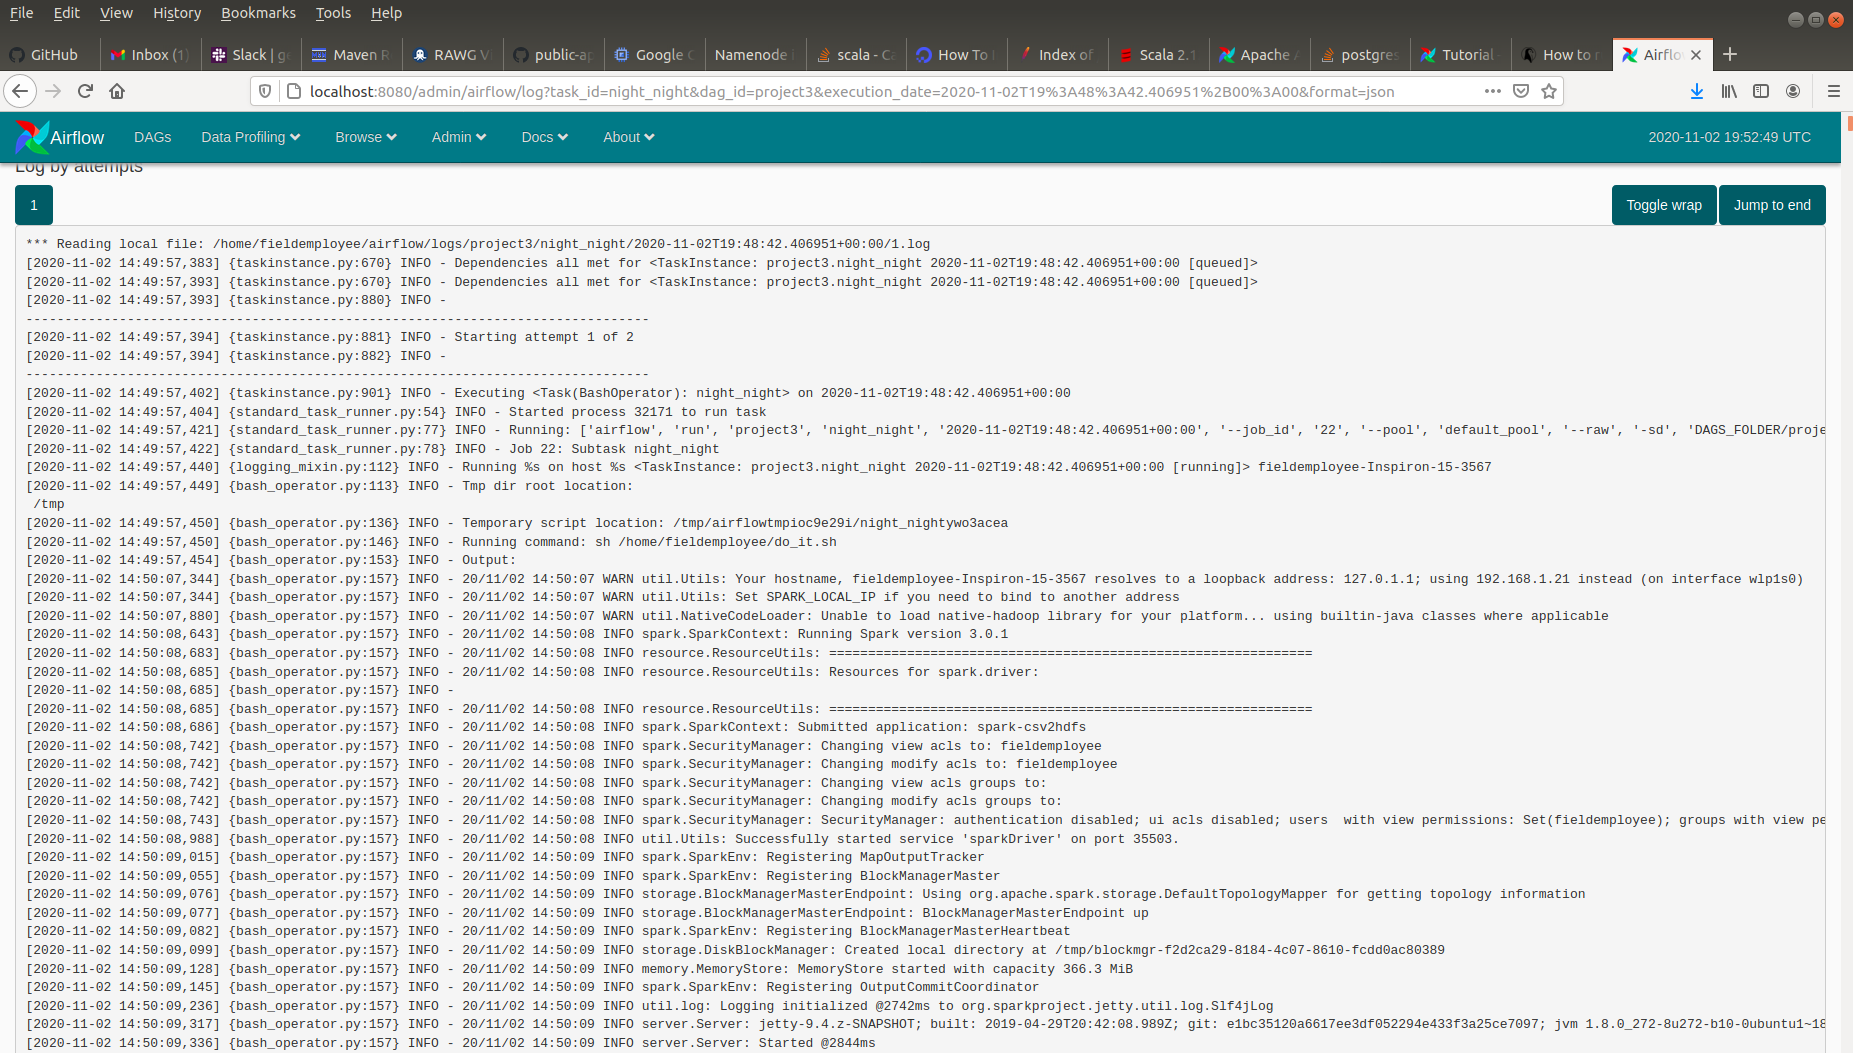 File Edit View History Bookmarks Tools Help
GitHub Inbox (1) Slack | Maven R RAWG V public-ap Google C Namenode scala - Ca How To Index of Scala 2.1 Apache A postgres Tutorial How to Airflo
localhost:8080/admin/airflow/log?task_id=night_night&dag_id=project3&execution_date=2020-11-02T19%3A48%3A42.406951%2B00%3A00&format=json
Airflow DAGs Data Profiling Browse Admin Docs About 2020-11-02 19:52:49 UTC
Log by attempts
1 Toggle wrap Jump to end
*** Reading local file: /home/fieldemployee/airflow/logs/project3/night_night/2020-11-02T19:48:42.406951+00:00/1.log
[2020-11-02 14:49:57,383] {taskinstance.py:670} INFO - Dependencies all met for <TaskInstance: project3.night_night 2020-11-02T19:48:42.406951+00:00 [queued]>
[2020-11-02 14:49:57,393] {taskinstance.py:670} INFO - Dependencies all met for <TaskInstance: project3.night_night 2020-11-02T19:48:42.406951+00:00 [queued]>
[2020-11-02 14:49:57,393] {taskinstance.py:880} INFO -
--------------------------------------------------------------------------------
[2020-11-02 14:49:57,394] {taskinstance.py:881} INFO - Starting attempt 1 of 2
[2020-11-02 14:49:57,394] {taskinstance.py:882} INFO -
--------------------------------------------------------------------------------
[2020-11-02 14:49:57,402] {taskinstance.py:901} INFO - Executing <Task(BashOperator): night_night> on 2020-11-02T19:48:42.406951+00:00
[2020-11-02 14:49:57,404] {standard_task_runner.py:54} INFO - Started process 32171 to run task
[2020-11-02 14:49:57,421] {standard_task_runner.py:77} INFO - Running: ['airflow', 'run', 'project3', 'night_night', '2020-11-02T19:48:42.406951+00:00', '--job_id', '22', '--pool', 'default_pool', '--raw', '-sd', 'DAGS_FOLDER/proje
[2020-11-02 14:49:57,422] {standard_task_runner.py:78} INFO - Job 22: Subtask night_night
[2020-11-02 14:49:57,440] {logging_mixin.py:112} INFO - Running %s on host %s <TaskInstance: project3.night_night 2020-11-02T19:48:42.406951+00:00 [running]> fieldemployee-Inspiron-15-3567
[2020-11-02 14:49:57,449] {bash_operator.py:113} INFO - Tmp dir root location:
/tmp
[2020-11-02 14:49:57,450] {bash_operator.py:136} INFO - Temporary script location: /tmp/airflowtmpioc9e29i/night_nightywo3acea
[2020-11-02 14:49:57,450] {bash_operator.py:146} INFO - Running command: sh /home/fieldemployee/do_it.sh
[2020-11-02 14:49:57,454] {bash_operator.py:153} INFO - Output:
[2020-11-02 14:50:07,344] {bash_operator.py:157} INFO - 20/11/02 14:50:07 WARN util.Utils: Your hostname, fieldemployee-Inspiron-15-3567 resolves to a loopback address: 127.0.1.1; using 192.168.1.21 instead (on interface wlp1s0)
[2020-11-02 14:50:07,344] {bash_operator.py:157} INFO - 20/11/02 14:50:07 WARN util.Utils: Set SPARK_LOCAL_IP if you need to bind to another address
[2020-11-02 14:50:07,880] {bash_operator.py:157} INFO - 20/11/02 14:50:07 WARN util.NativeCodeLoader: Unable to load native-hadoop library for your platform... using builtin-java classes where applicable
[2020-11-02 14:50:08,643] {bash_operator.py:157} INFO - 20/11/02 14:50:08 INFO spark.SparkContext: Running Spark version 3.0.1
[2020-11-02 14:50:08,683] {bash_operator.py:157} INFO - 20/11/02 14:50:08 INFO resource.ResourceUtils: ==============================================================
[2020-11-02 14:50:08,685] {bash_operator.py:157} INFO - 20/11/02 14:50:08 INFO resource.ResourceUtils: Resources for spark.driver:
[2020-11-02 14:50:08,685] {bash_operator.py:157} INFO -
[2020-11-02 14:50:08,685] {bash_operator.py:157} INFO - 20/11/02 14:50:08 INFO resource.ResourceUtils: ==============================================================
[2020-11-02 14:50:08,686] {bash_operator.py:157} INFO - 20/11/02 14:50:08 INFO spark.SparkContext: Submitted application: spark-csv2hdfs
[2020-11-02 14:50:08,742] {bash_operator.py:157} INFO - 20/11/02 14:50:08 INFO spark.SecurityManager: Changing view acls to: fieldemployee
[2020-11-02 14:50:08,742] {bash_operator.py:157} INFO - 20/11/02 14:50:08 INFO spark.SecurityManager: Changing modify acls to: fieldemployee
[2020-11-02 14:50:08,742] {bash_operator.py:157} INFO - 20/11/02 14:50:08 INFO spark.SecurityManager: Changing view acls groups to:
[2020-11-02 14:50:08,742] {bash_operator.py:157} INFO - 20/11/02 14:50:08 INFO spark.SecurityManager: Changing modify acls groups to:
[2020-11-02 14:50:08,743] {bash_operator.py:157} INFO - 20/11/02 14:50:08 INFO spark.SecurityManager: SecurityManager: authentication disabled; ui acls disabled; users  with view permissions: Set(fieldemployee); groups with view pe
[2020-11-02 14:50:08,988] {bash_operator.py:157} INFO - 20/11/02 14:50:08 INFO util.Utils: Successfully started service 'sparkDriver' on port 35503.
[2020-11-02 14:50:09,015] {bash_operator.py:157} INFO - 20/11/02 14:50:09 INFO spark.SparkEnv: Registering MapOutputTracker
[2020-11-02 14:50:09,055] {bash_operator.py:157} INFO - 20/11/02 14:50:09 INFO spark.SparkEnv: Registering BlockManagerMaster
[2020-11-02 14:50:09,076] {bash_operator.py:157} INFO - 20/11/02 14:50:09 INFO storage.BlockManagerMasterEndpoint: Using org.apache.spark.storage.DefaultTopologyMapper for getting topology information
[2020-11-02 14:50:09,077] {bash_operator.py:157} INFO - 20/11/02 14:50:09 INFO storage.BlockManagerMasterEndpoint: BlockManagerMasterEndpoint up
[2020-11-02 14:50:09,082] {bash_operator.py:157} INFO - 20/11/02 14:50:09 INFO spark.SparkEnv: Registering BlockManagerMasterHeartbeat
[2020-11-02 14:50:09,099] {bash_operator.py:157} INFO - 20/11/02 14:50:09 INFO storage.DiskBlockManager: Created local directory at /tmp/blockmgr-f2d2ca29-8184-4c07-8610-fcdd0ac80389
[2020-11-02 14:50:09,128] {bash_operator.py:157} INFO - 20/11/02 14:50:09 INFO memory.MemoryStore: MemoryStore started with capacity 366.3 MiB
[2020-11-02 14:50:09,145] {bash_operator.py:157} INFO - 20/11/02 14:50:09 INFO spark.SparkEnv: Registering OutputCommitCoordinator
[2020-11-02 14:50:09,236] {bash_operator.py:157} INFO - 20/11/02 14:50:09 INFO util.log: Logging initialized @2742ms to org.sparkproject.jetty.util.log.Slf4jLog
[2020-11-02 14:50:09,317] {bash_operator.py:157} INFO - 20/11/02 14:50:09 INFO server.Server: jetty-9.4.z-SNAPSHOT; built: 2019-04-29T20:42:08.989Z; git: e1bc35120a6617ee3df052294e433f3a25ce7097; jvm 1.8.0_272-8u272-b10-0ubuntu1~18
[2020-11-02 14:50:09,336] {bash_operator.py:157} INFO - 20/11/02 14:50:09 INFO server.Server: Started @2844ms